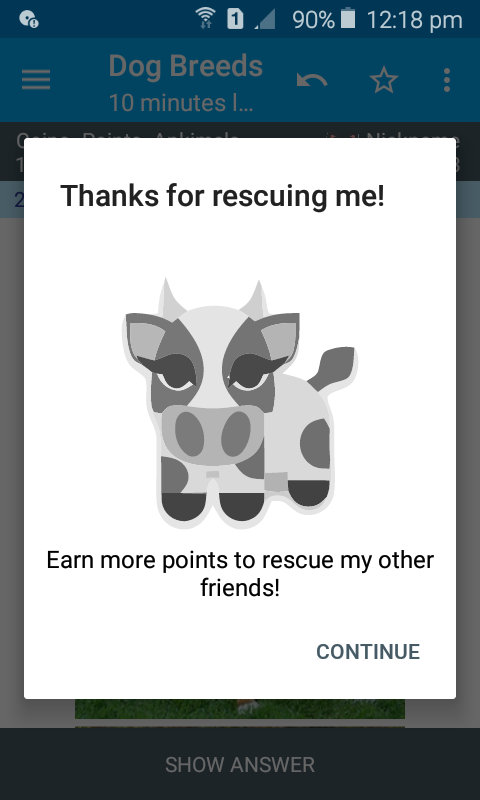 1 90% 12:18 pm
Dog Breeds
10 minutes l...
Nickname
Thanks for rescuing me!
Earn more points to rescue my other
friends!
CONTINUE
SHOW ANSWER